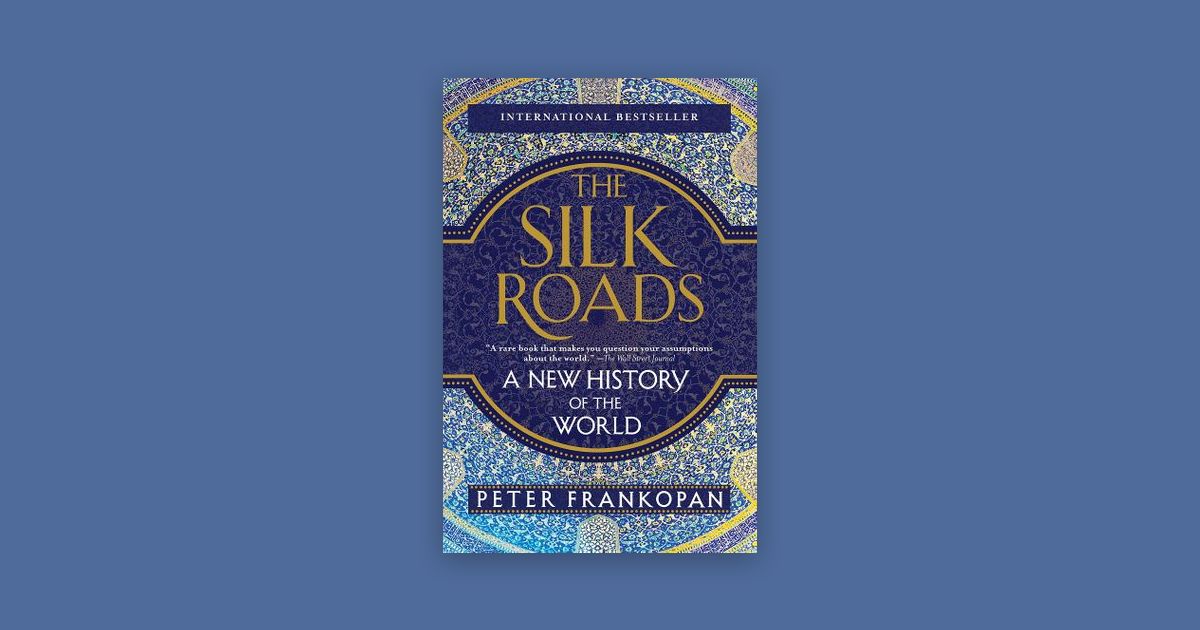 INTERNATIONAL BESTSELLER
THE
SILK
ROADS
"A rare book that makes you question your assumptions
about the world." —The Wall Street Journal
A NEW HISTORY
OF THE
WORLD
PETER FRANKOPAN